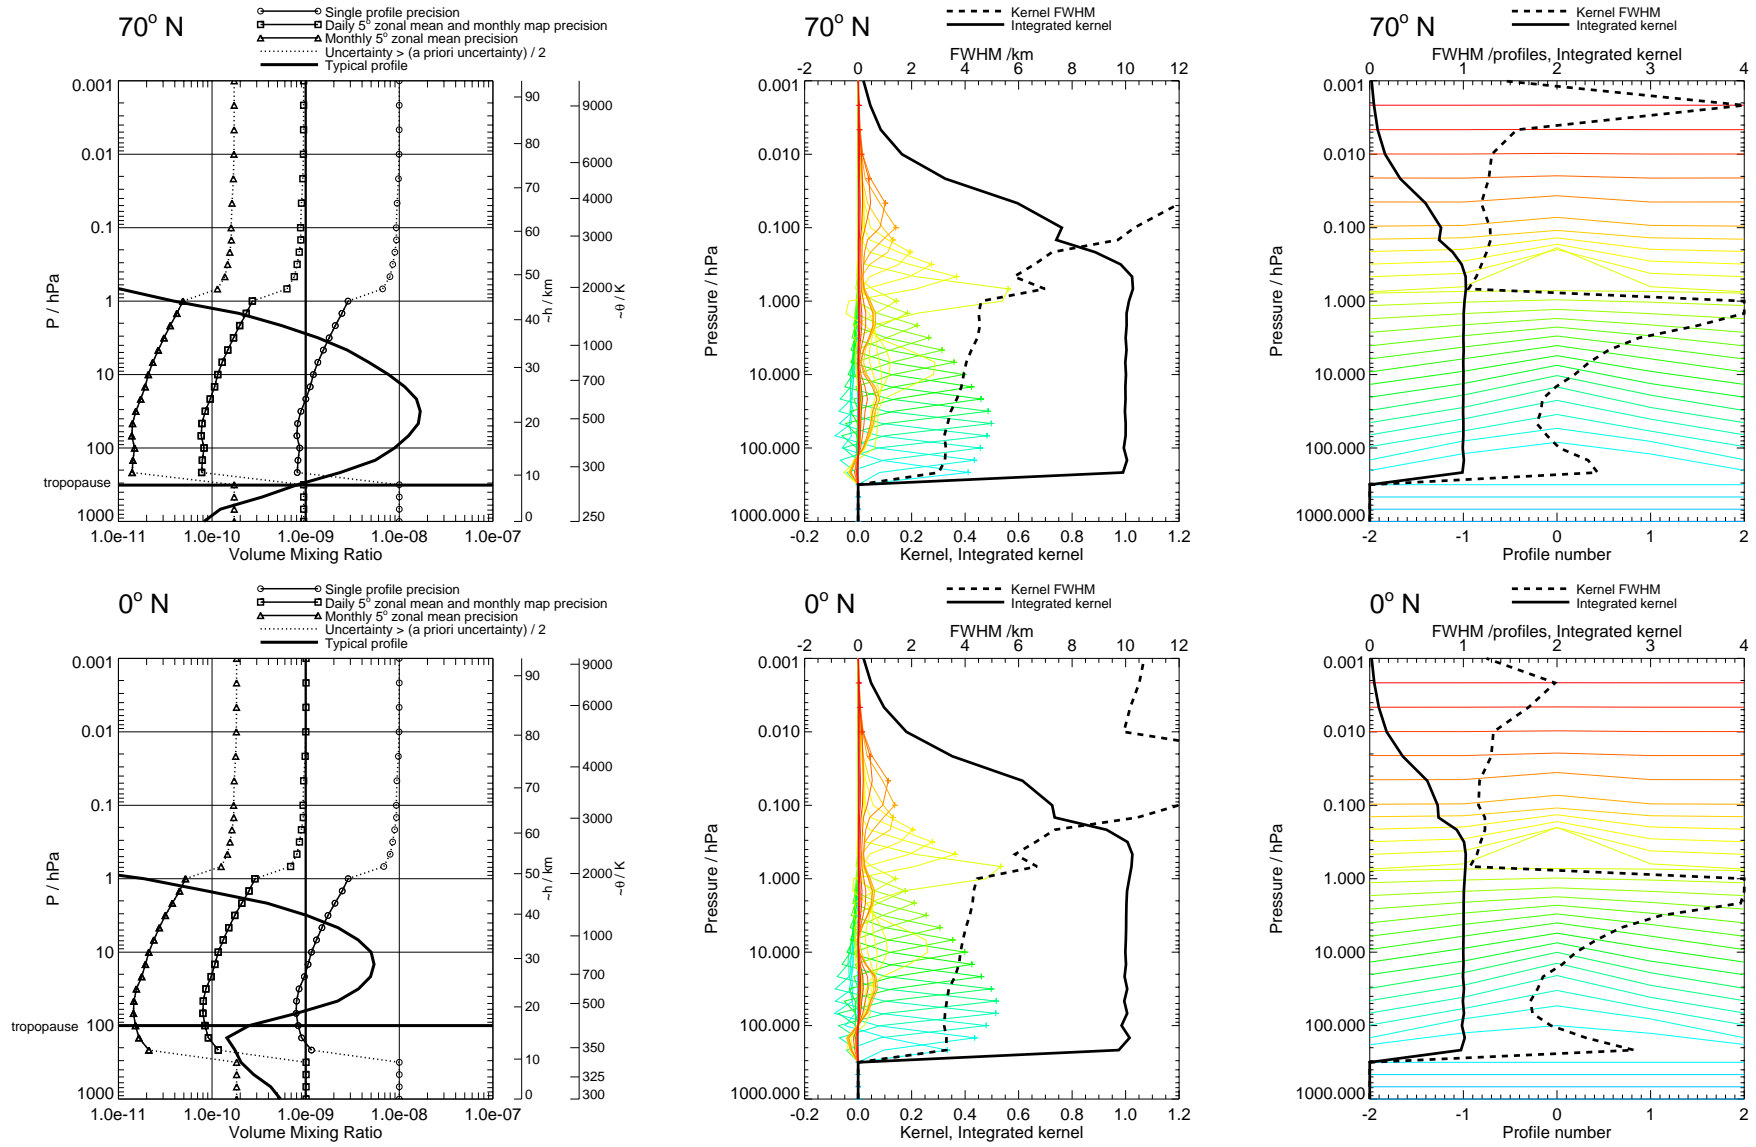 70° N
Single profile precision
Daily 5° zonal mean and monthly map precision
Monthly 5° zonal mean precision
Uncertainty > (a priori uncertainty) / 2
Typical profile
P / hPa
0.001
0.01
0.1
1
10
100
tropopause
1000
1.0e-11 1.0e-10 1.0e-09 1.0e-08 1.0e-07
Volume Mixing Ratio
90
80
70
60
50
40
30
20
10
0
~h / km
9000
6000
4000
3000
2000
1000
700
500
300
250
~θ / K
70° N
Kernel FWHM
Integrated kernel
FWHM /km
-2 0 2 4 6 8 10 12
Pressure / hPa
0.001
0.010
0.100
1.000
10.000
100.000
1000.000
-0.2 0.0 0.2 0.4 0.6 0.8 1.0 1.2
Kernel, Integrated kernel
70° N
Kernel FWHM
Integrated kernel
FWHM /profiles, Integrated kernel
0 1 2 3 4
Pressure / hPa
0.001
0.010
0.100
1.000
10.000
100.000
1000.000
-2 -1 0 1 2
Profile number
0° N
Single profile precision
Daily 5° zonal mean and monthly map precision
Monthly 5° zonal mean precision
Uncertainty > (a priori uncertainty) / 2
Typical profile
P / hPa
0.001
0.01
0.1
1
10
tropopause 100
1000
1.0e-11 1.0e-10 1.0e-09 1.0e-08 1.0e-07
Volume Mixing Ratio
90
80
70
60
50
40
30
20
10
0
~h / km
9000
6000
4000
3000
2000
1000
700
500
350
325
300
~θ / K
0° N
Kernel FWHM
Integrated kernel
FWHM /km
-2 0 2 4 6 8 10 12
Pressure / hPa
0.001
0.010
0.100
1.000
10.000
100.000
1000.000
-0.2 0.0 0.2 0.4 0.6 0.8 1.0 1.2
Kernel, Integrated kernel
0° N
Kernel FWHM
Integrated kernel
FWHM /profiles, Integrated kernel
0 1 2 3 4
Pressure / hPa
0.001
0.010
0.100
1.000
10.000
100.000
1000.000
-2 -1 0 1 2
Profile number